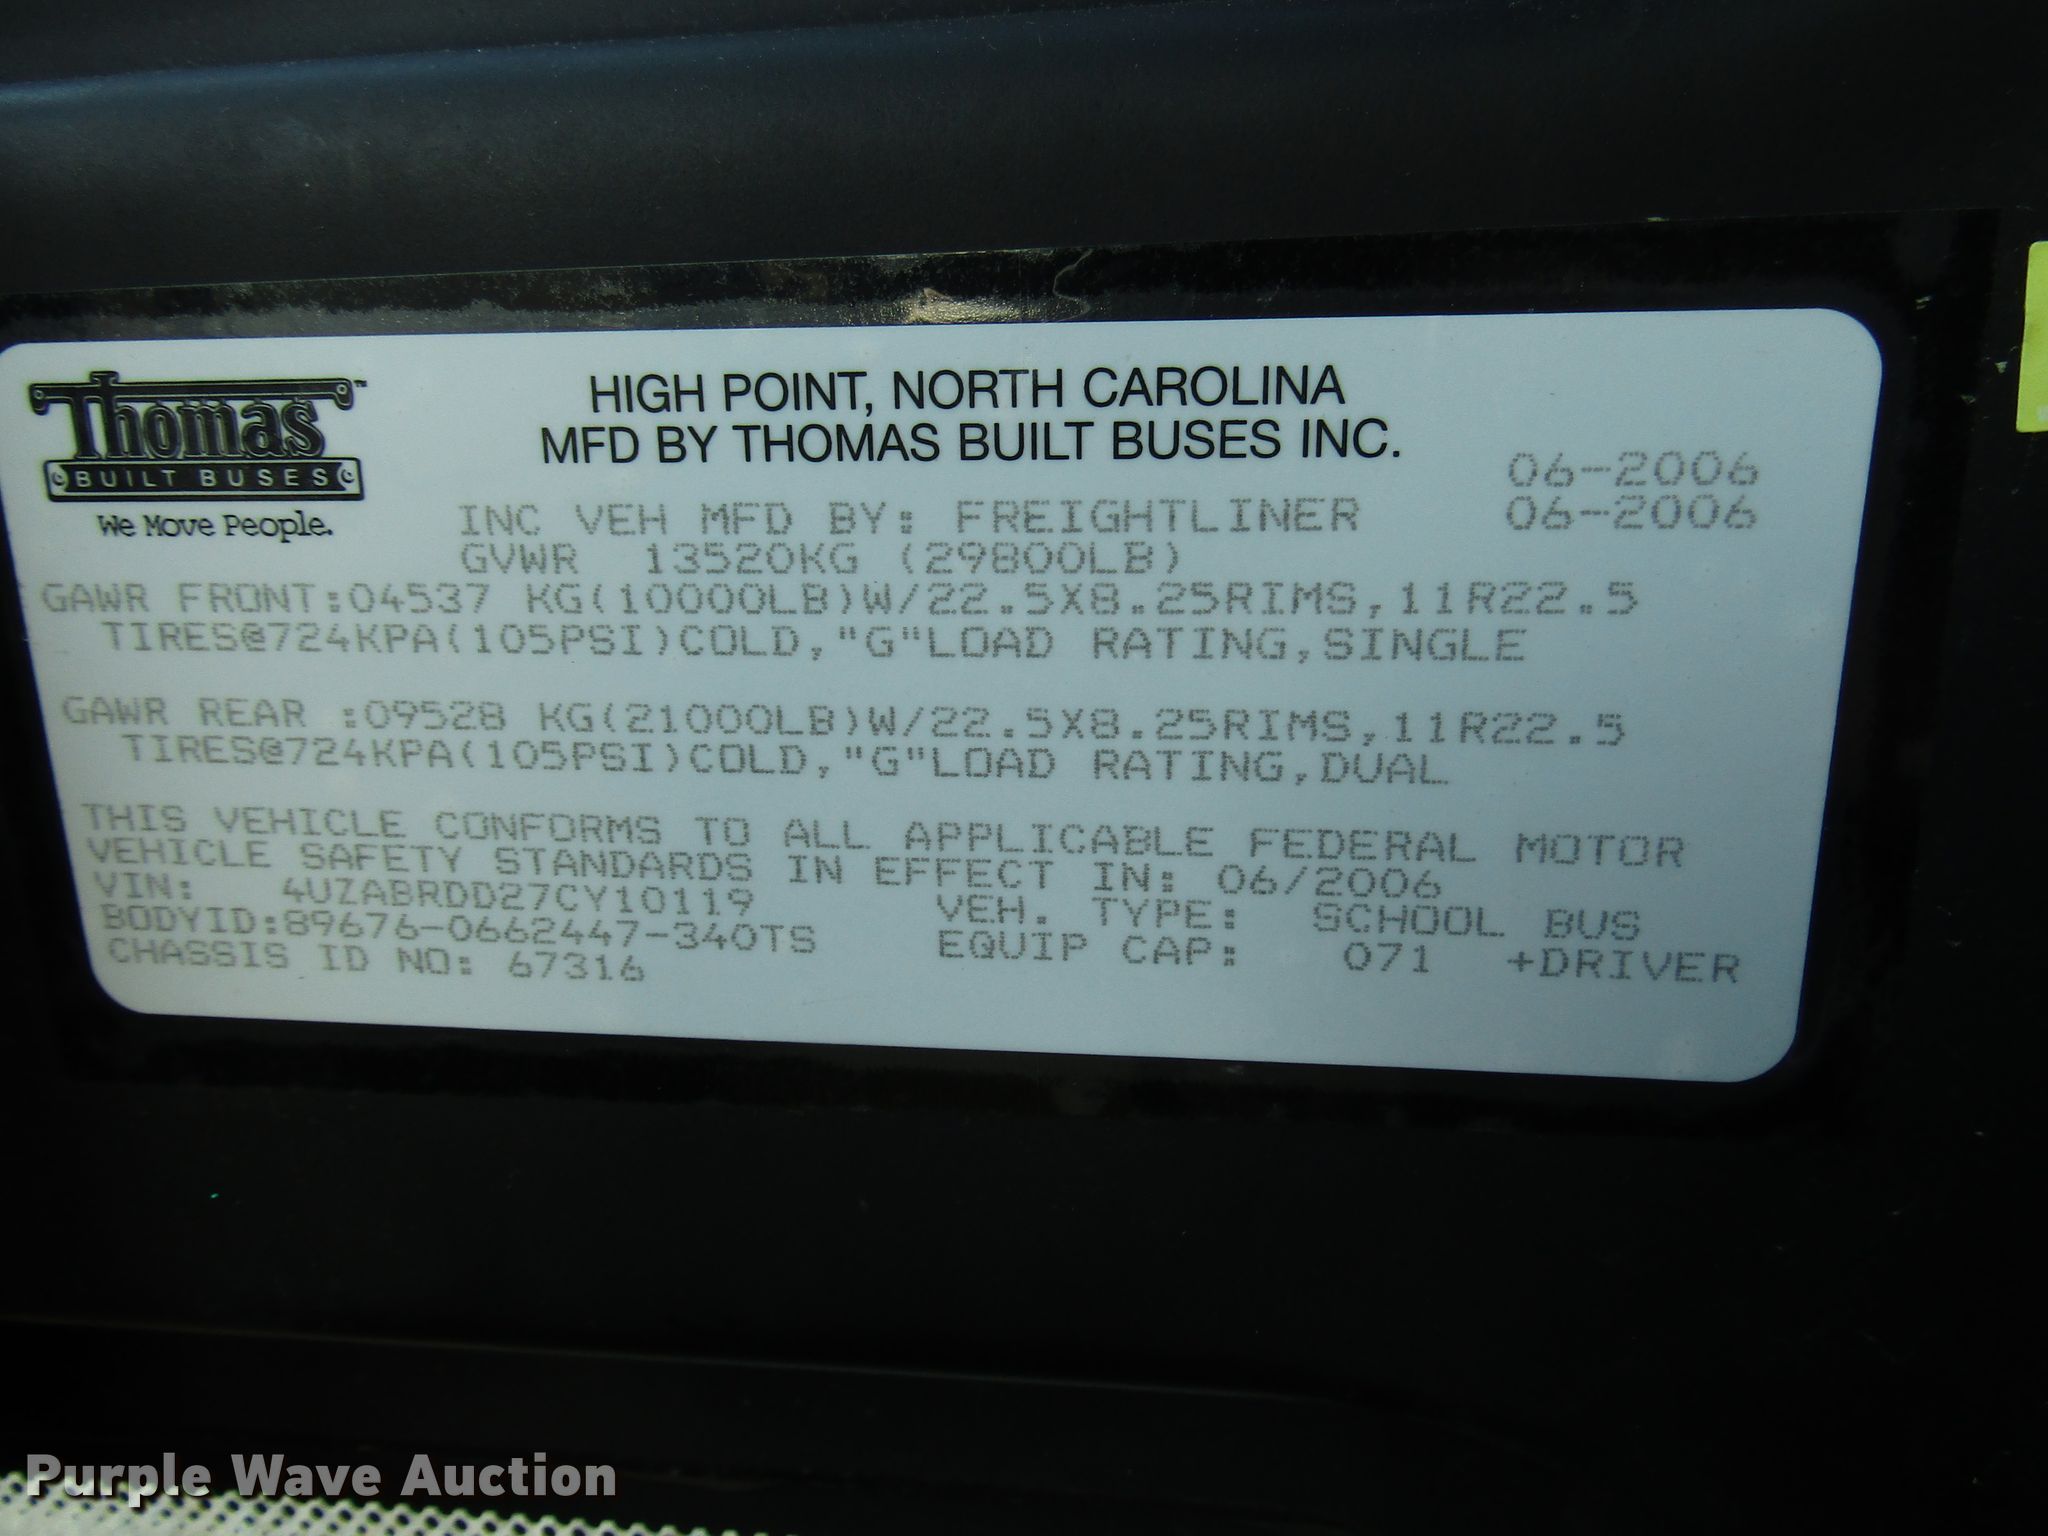 Thomas™
BUILT BUSES
We Move People.
HIGH POINT, NORTH CAROLINA
MFD BY THOMAS BUILT BUSES INC.
06-2006
INC VEH MFD BY: FREIGHTLINER 06-2006
GVWR 13520KG (29800LB)
GAWR FRONT:04537 KG(10000LB)W/22.5X8.25RIMS,11R22.5
TIRES@724KPA(105PSI)COLD,"G"LOAD RATING,SINGLE
GAWR REAR :09528 KG(21000LB)W/22.5X8.25RIMS,11R22.5
TIRES@724KPA(105PSI)COLD,"G"LOAD RATING,DUAL
THIS VEHICLE CONFORMS TO ALL APPLICABLE FEDERAL MOTOR
VEHICLE SAFETY STANDARDS IN EFFECT IN: 06/2006
VIN: 4UZABRDD27CY10119 VEH. TYPE: SCHOOL BUS
BODYID:89676-0662447-340TS EQUIP CAP: 071 +DRIVER
CHASSIS ID NO: 67316
Purple Wave Auction